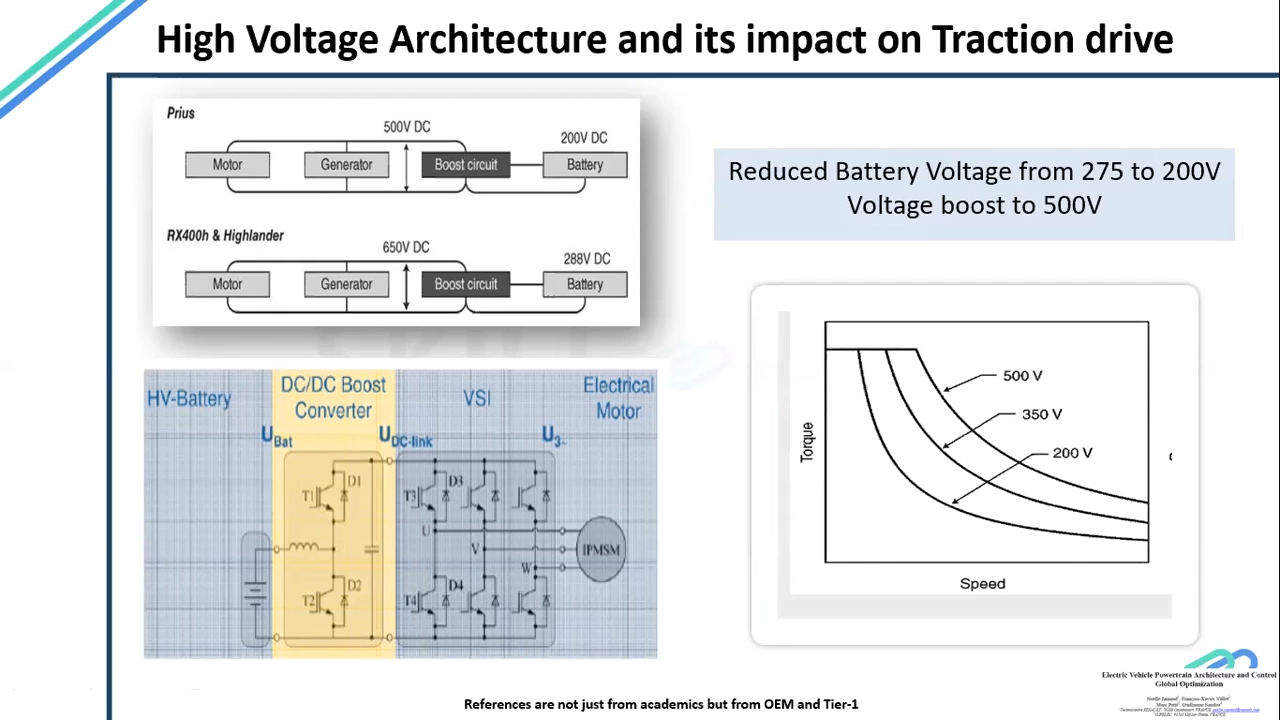 High Voltage Architecture and its impact on Traction drive
Prius
500V DC
200V DC
Motor
Generator
Boost circuit
Battery
RX400h & Highlander
650V DC
288V DC
Motor
Generator
Boost circuit
Battery
Reduced Battery Voltage from 275 to 200V
Voltage boost to 500V
HV-Battery
DC/DC Boost
Converter
VSI
Electrical
Motor
UBat
UDC-link
U3~
T1
D1
T3
D3
U
V
IPMSM
W
T2
D2
T4
D4
Torque
500 V
350 V
200 V
Speed
Electric Vehicle Powertrain Architecture and Control
Global Optimization
References are not just from academics but from OEM and Tier-1